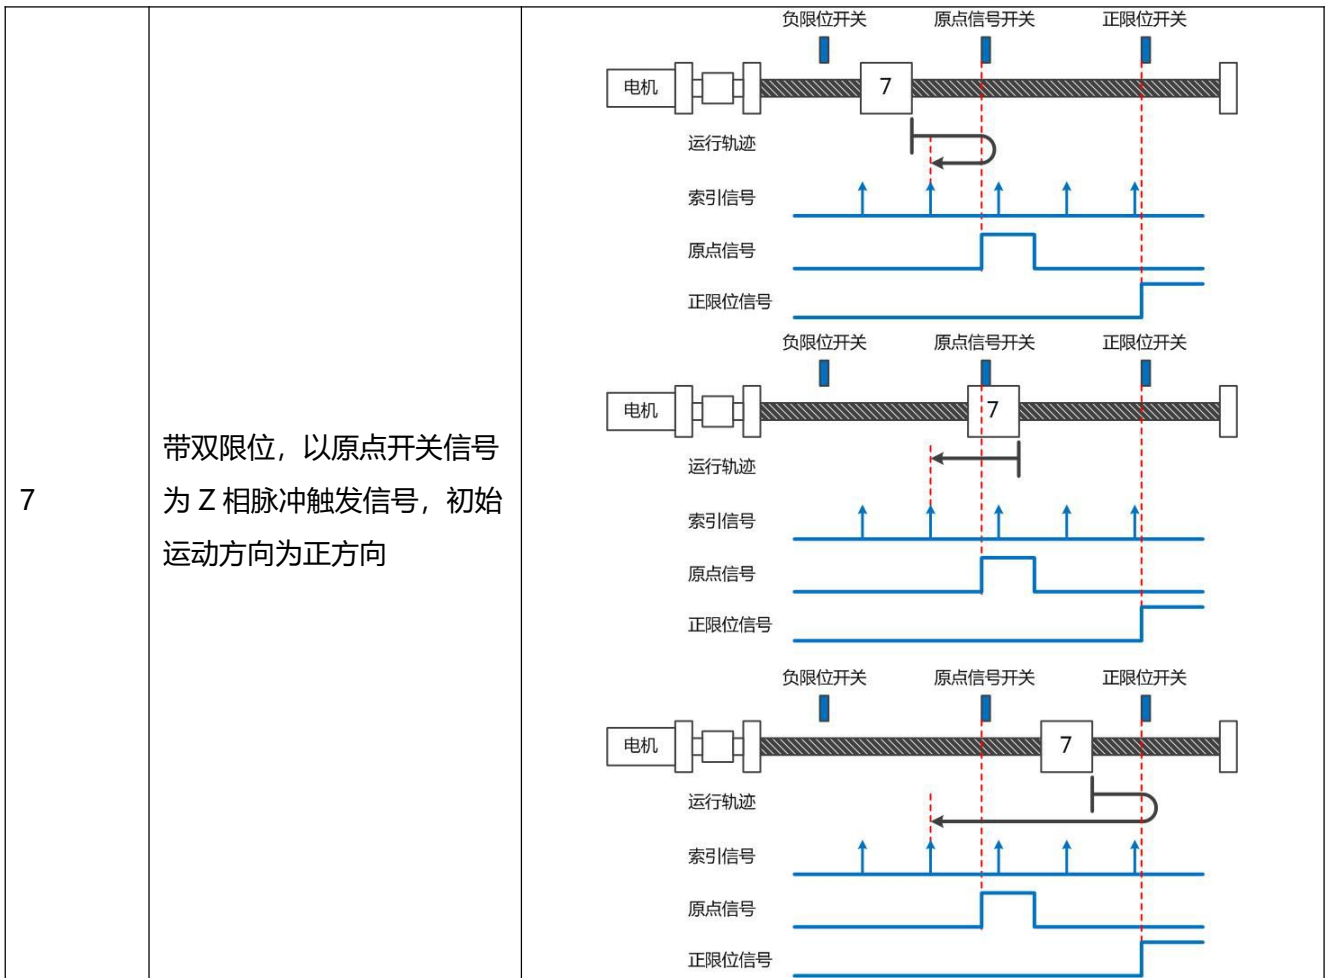 7
带双限位，以原点开关信号
为 Z 相脉冲触发信号，初始
运动方向为正方向
负限位开关 原点信号开关 正限位开关
电机 7
运行轨迹
索引信号
原点信号
正限位信号
负限位开关 原点信号开关 正限位开关
电机 7
运行轨迹
索引信号
原点信号
正限位信号
负限位开关 原点信号开关 正限位开关
电机 7
运行轨迹
索引信号
原点信号
正限位信号